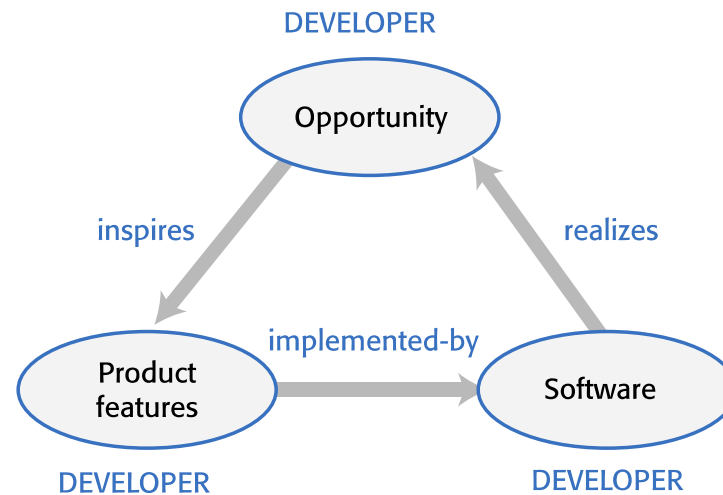 DEVELOPER
Opportunity
inspires
realizes
implemented-by
Product
features
Software
DEVELOPER
DEVELOPER